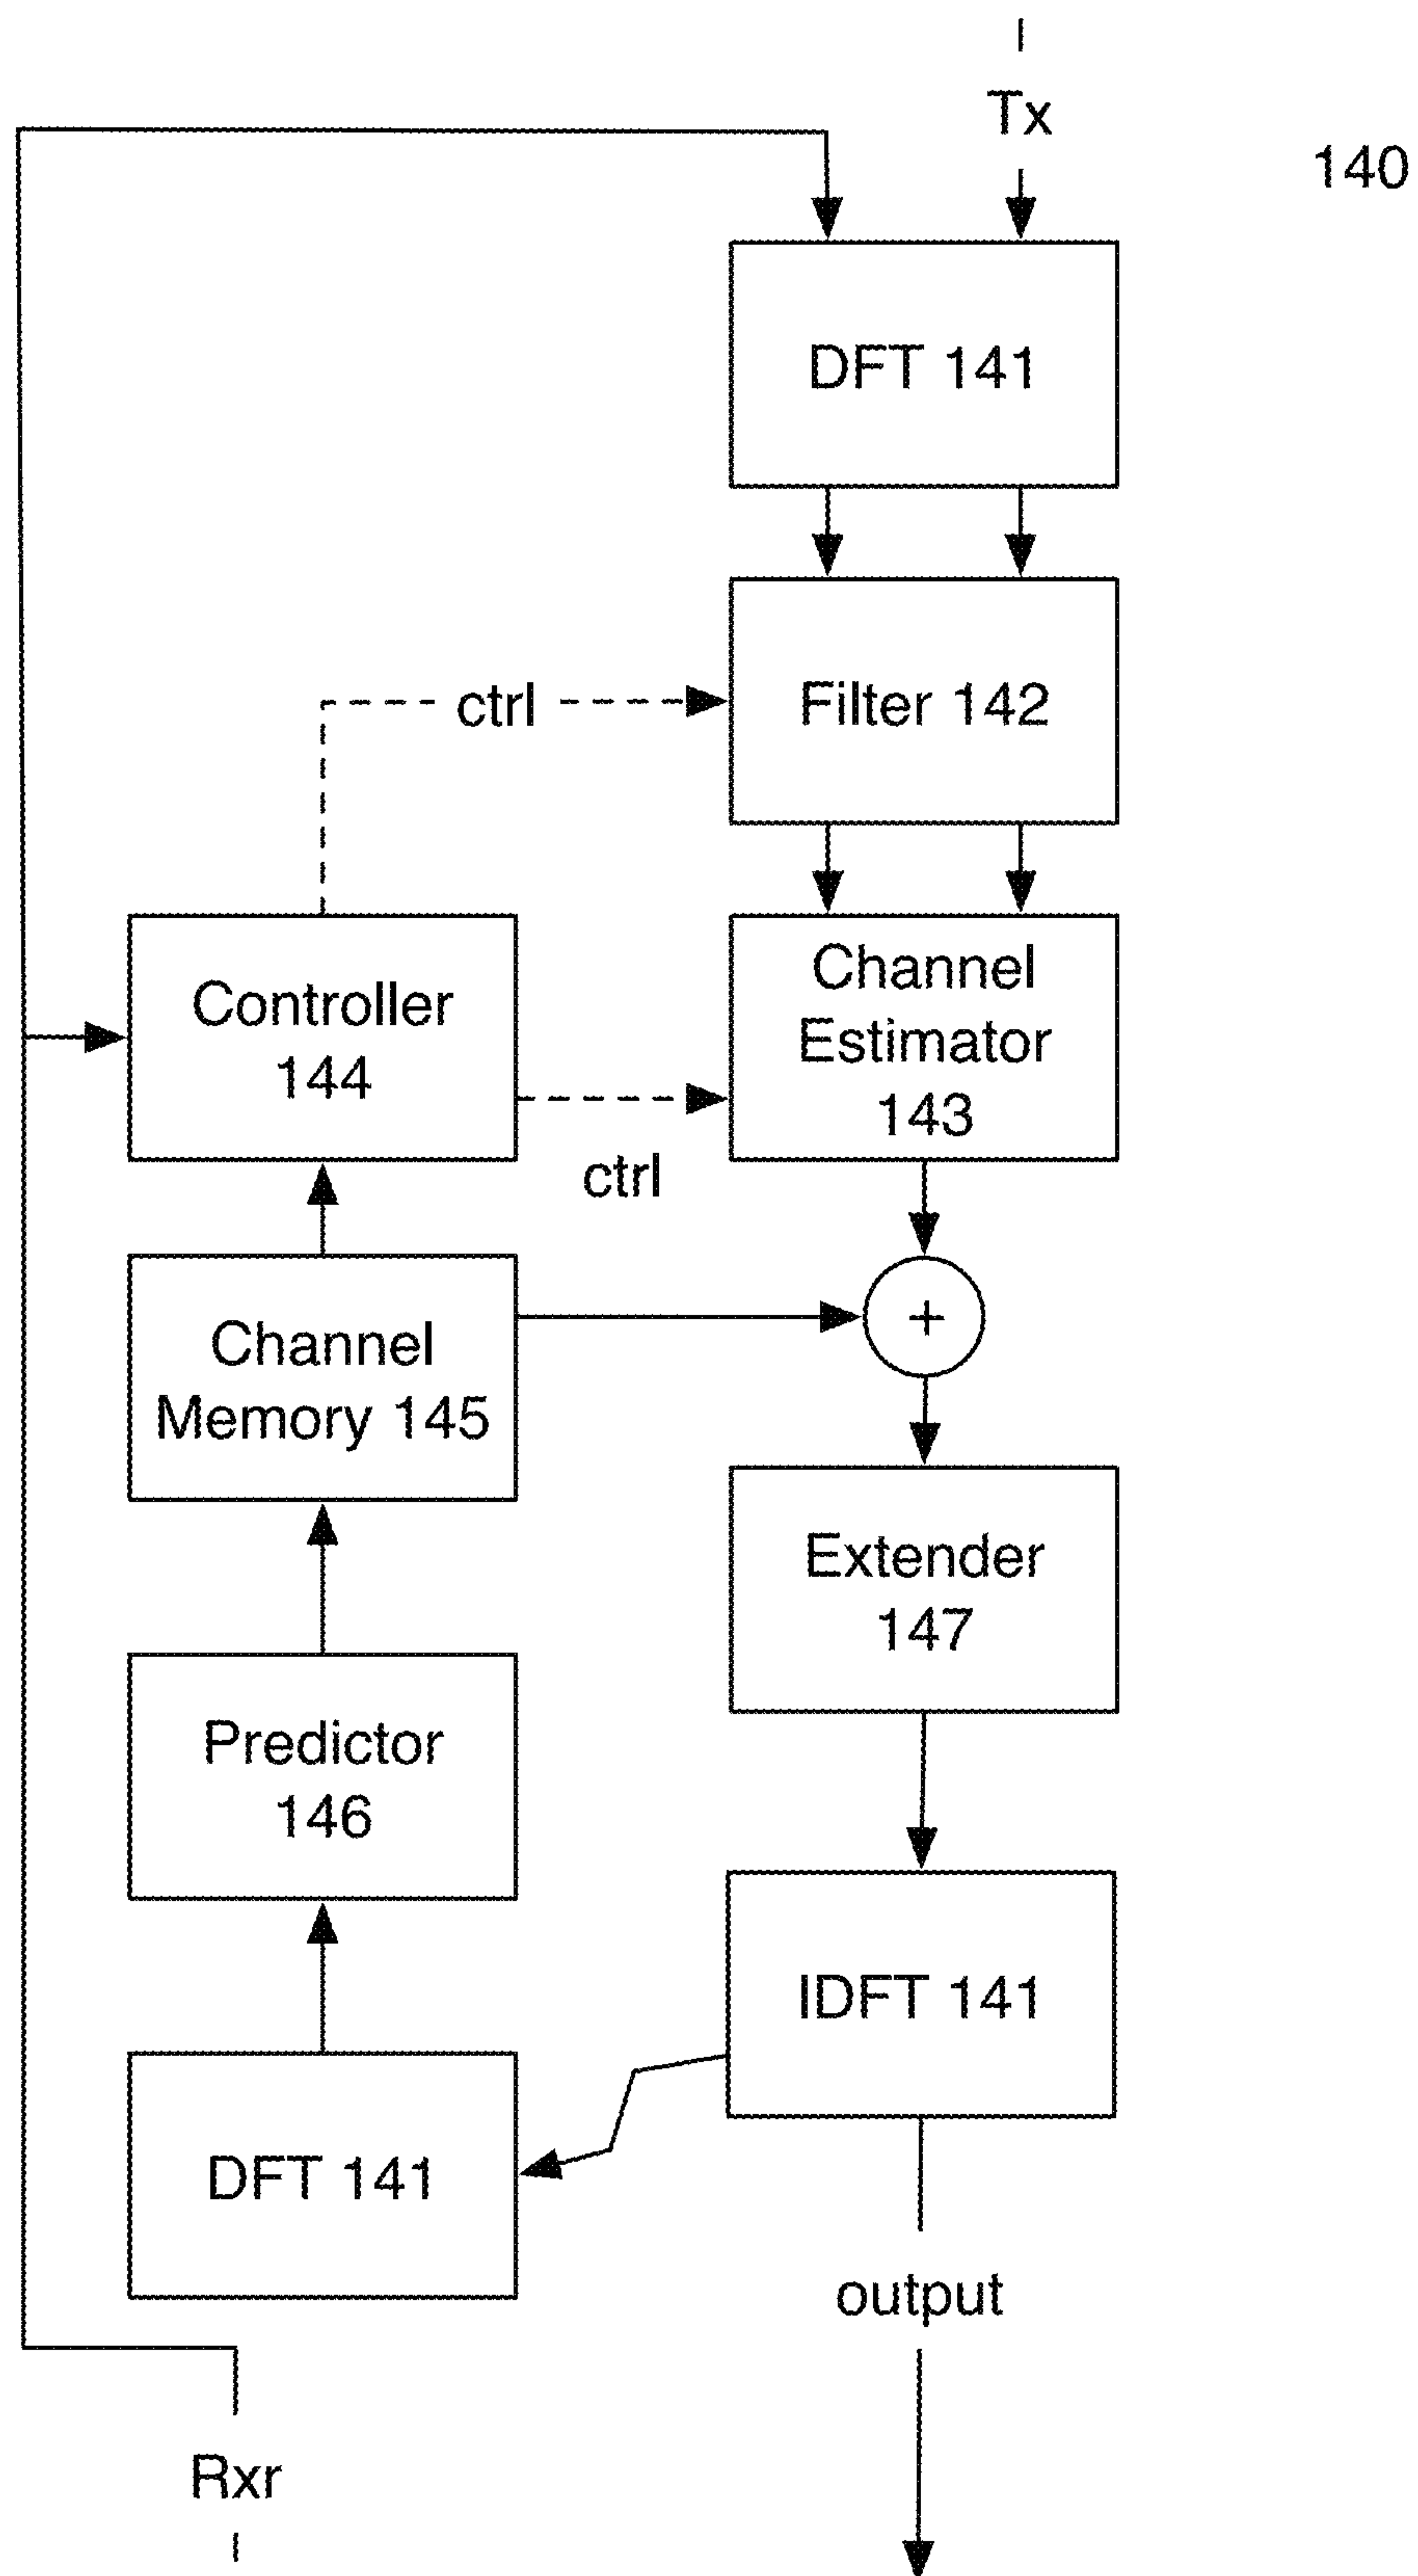 Tx
140
DFT 141
ctrl
Filter 142
Controller
144
Channel
Estimator
143
ctrl
Channel
Memory 145
+
Extender
147
Predictor
146
IDFT 141
DFT 141
output
Rxr